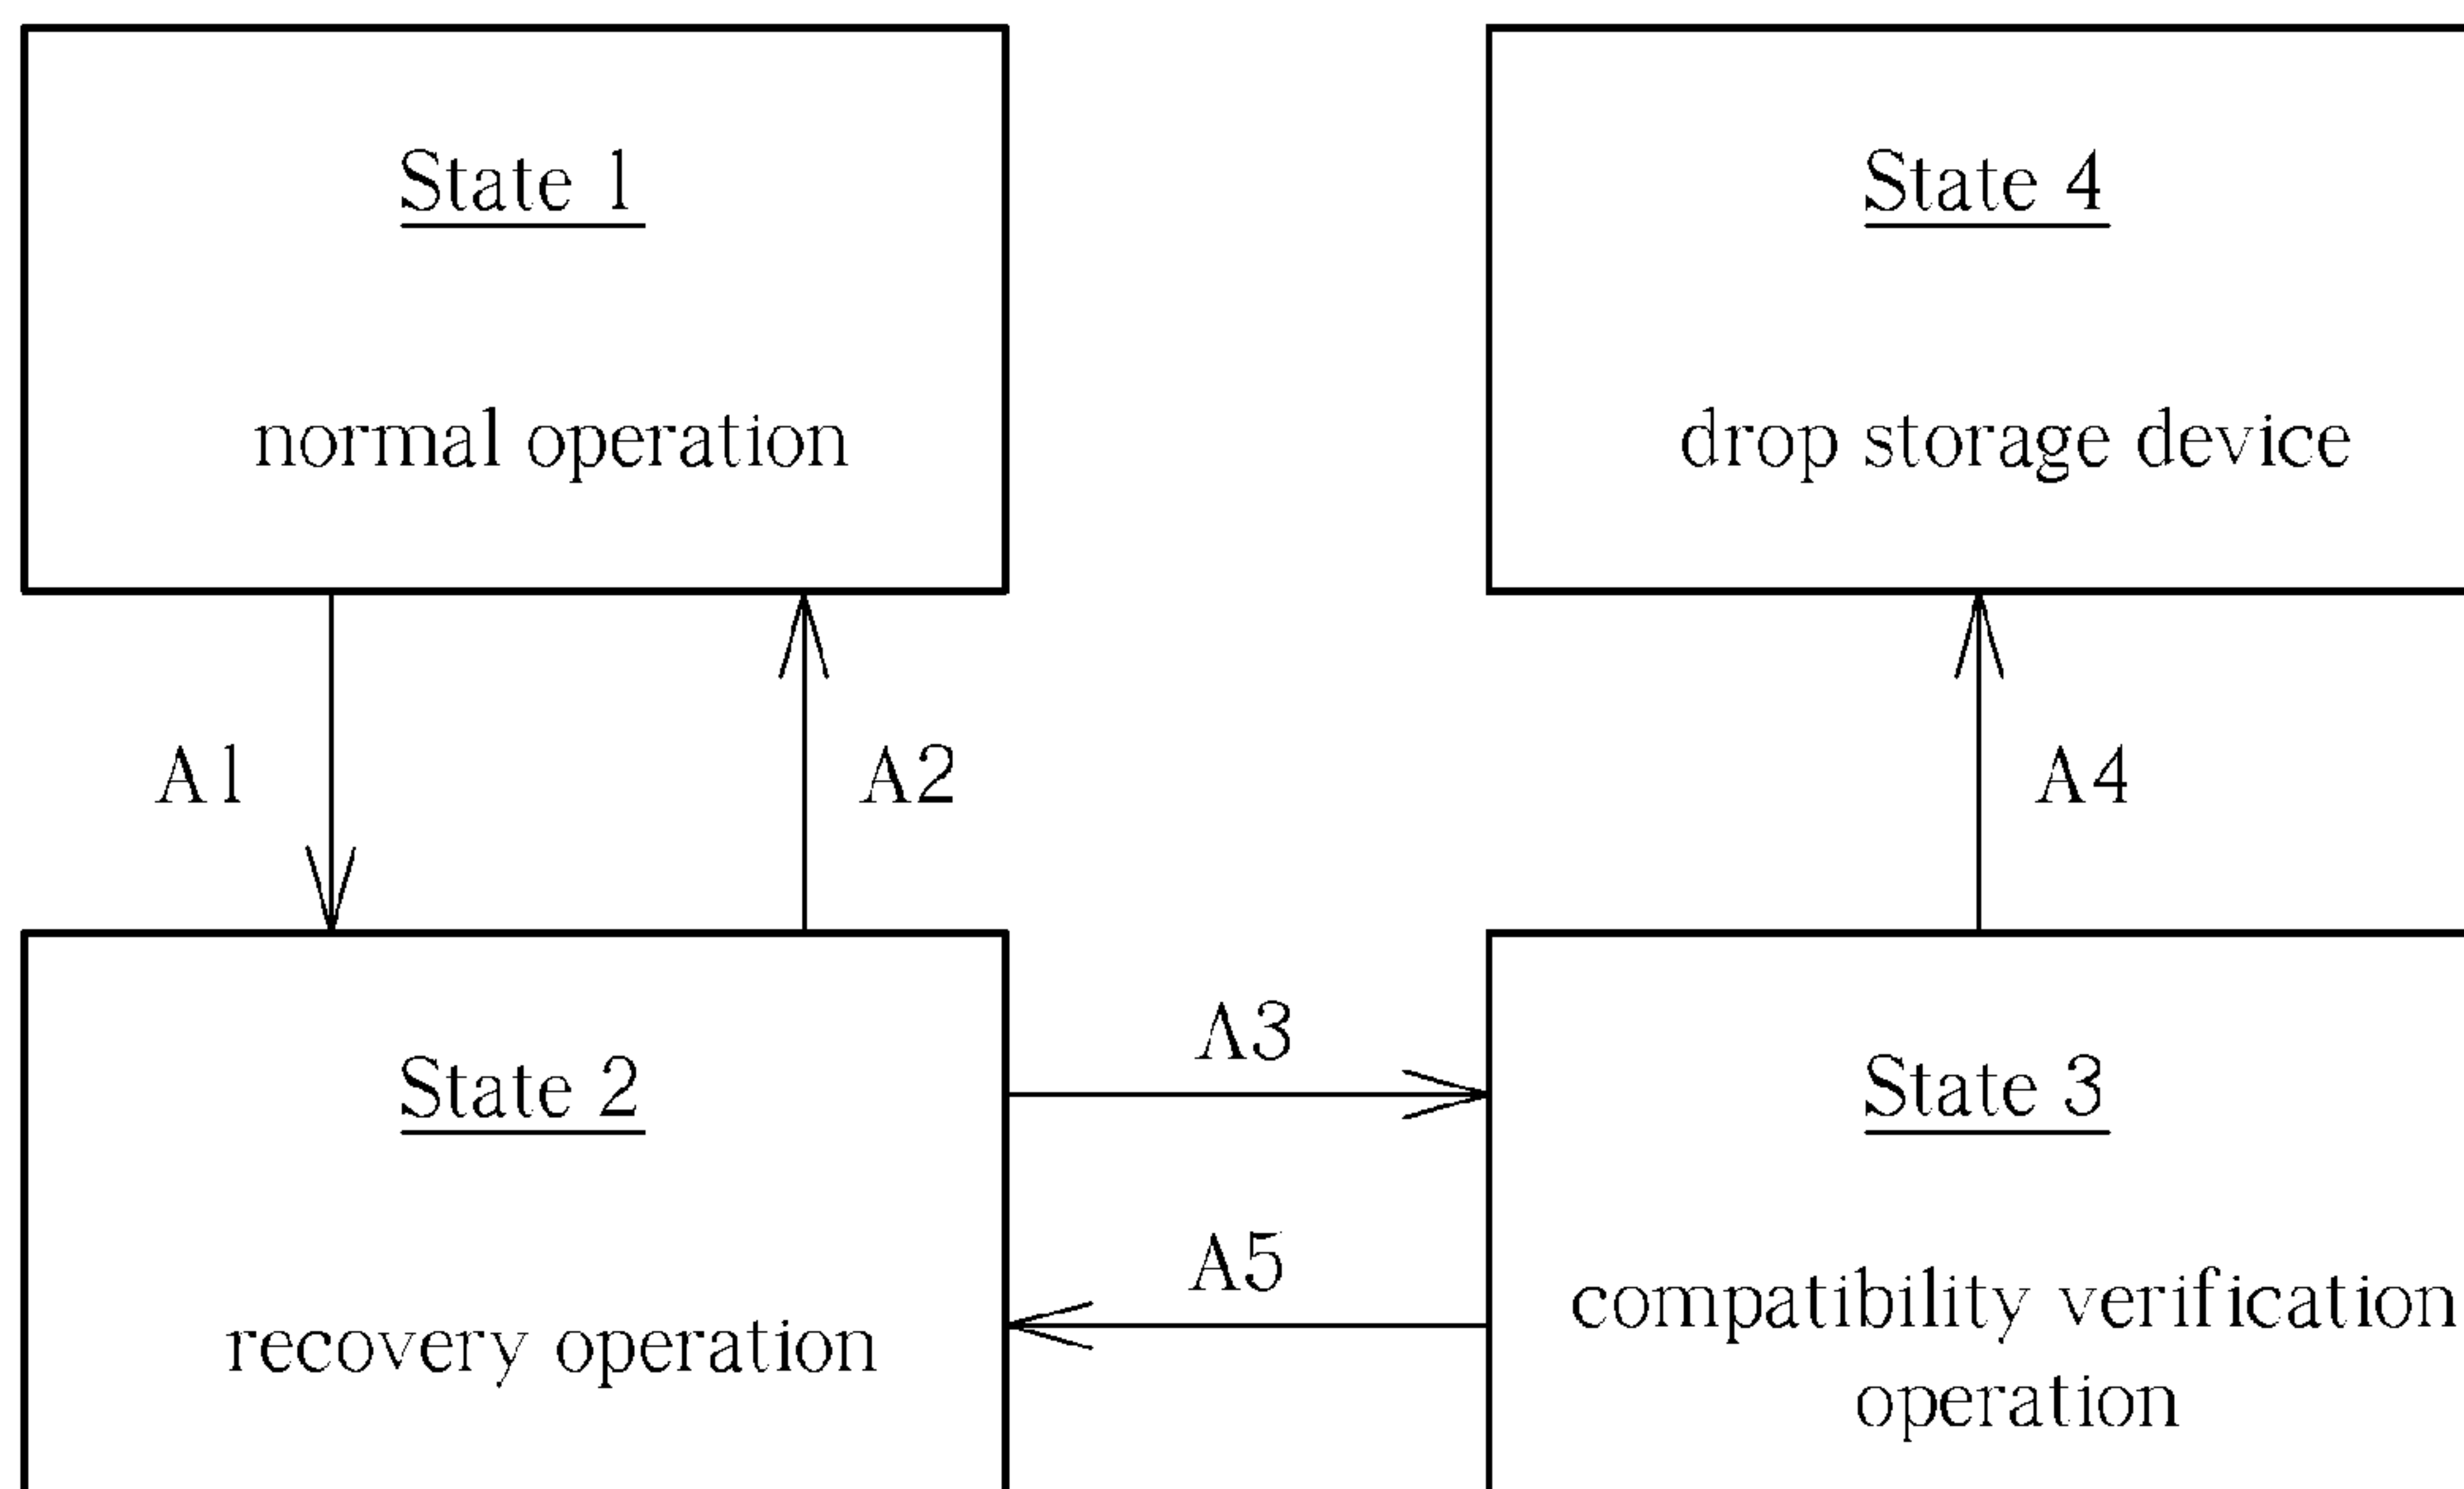 State 1
normal operation
State 4
drop storage device
A1
A2
A4
State 2
recovery operation
A3
A5
State 3
compatibility verification
operation